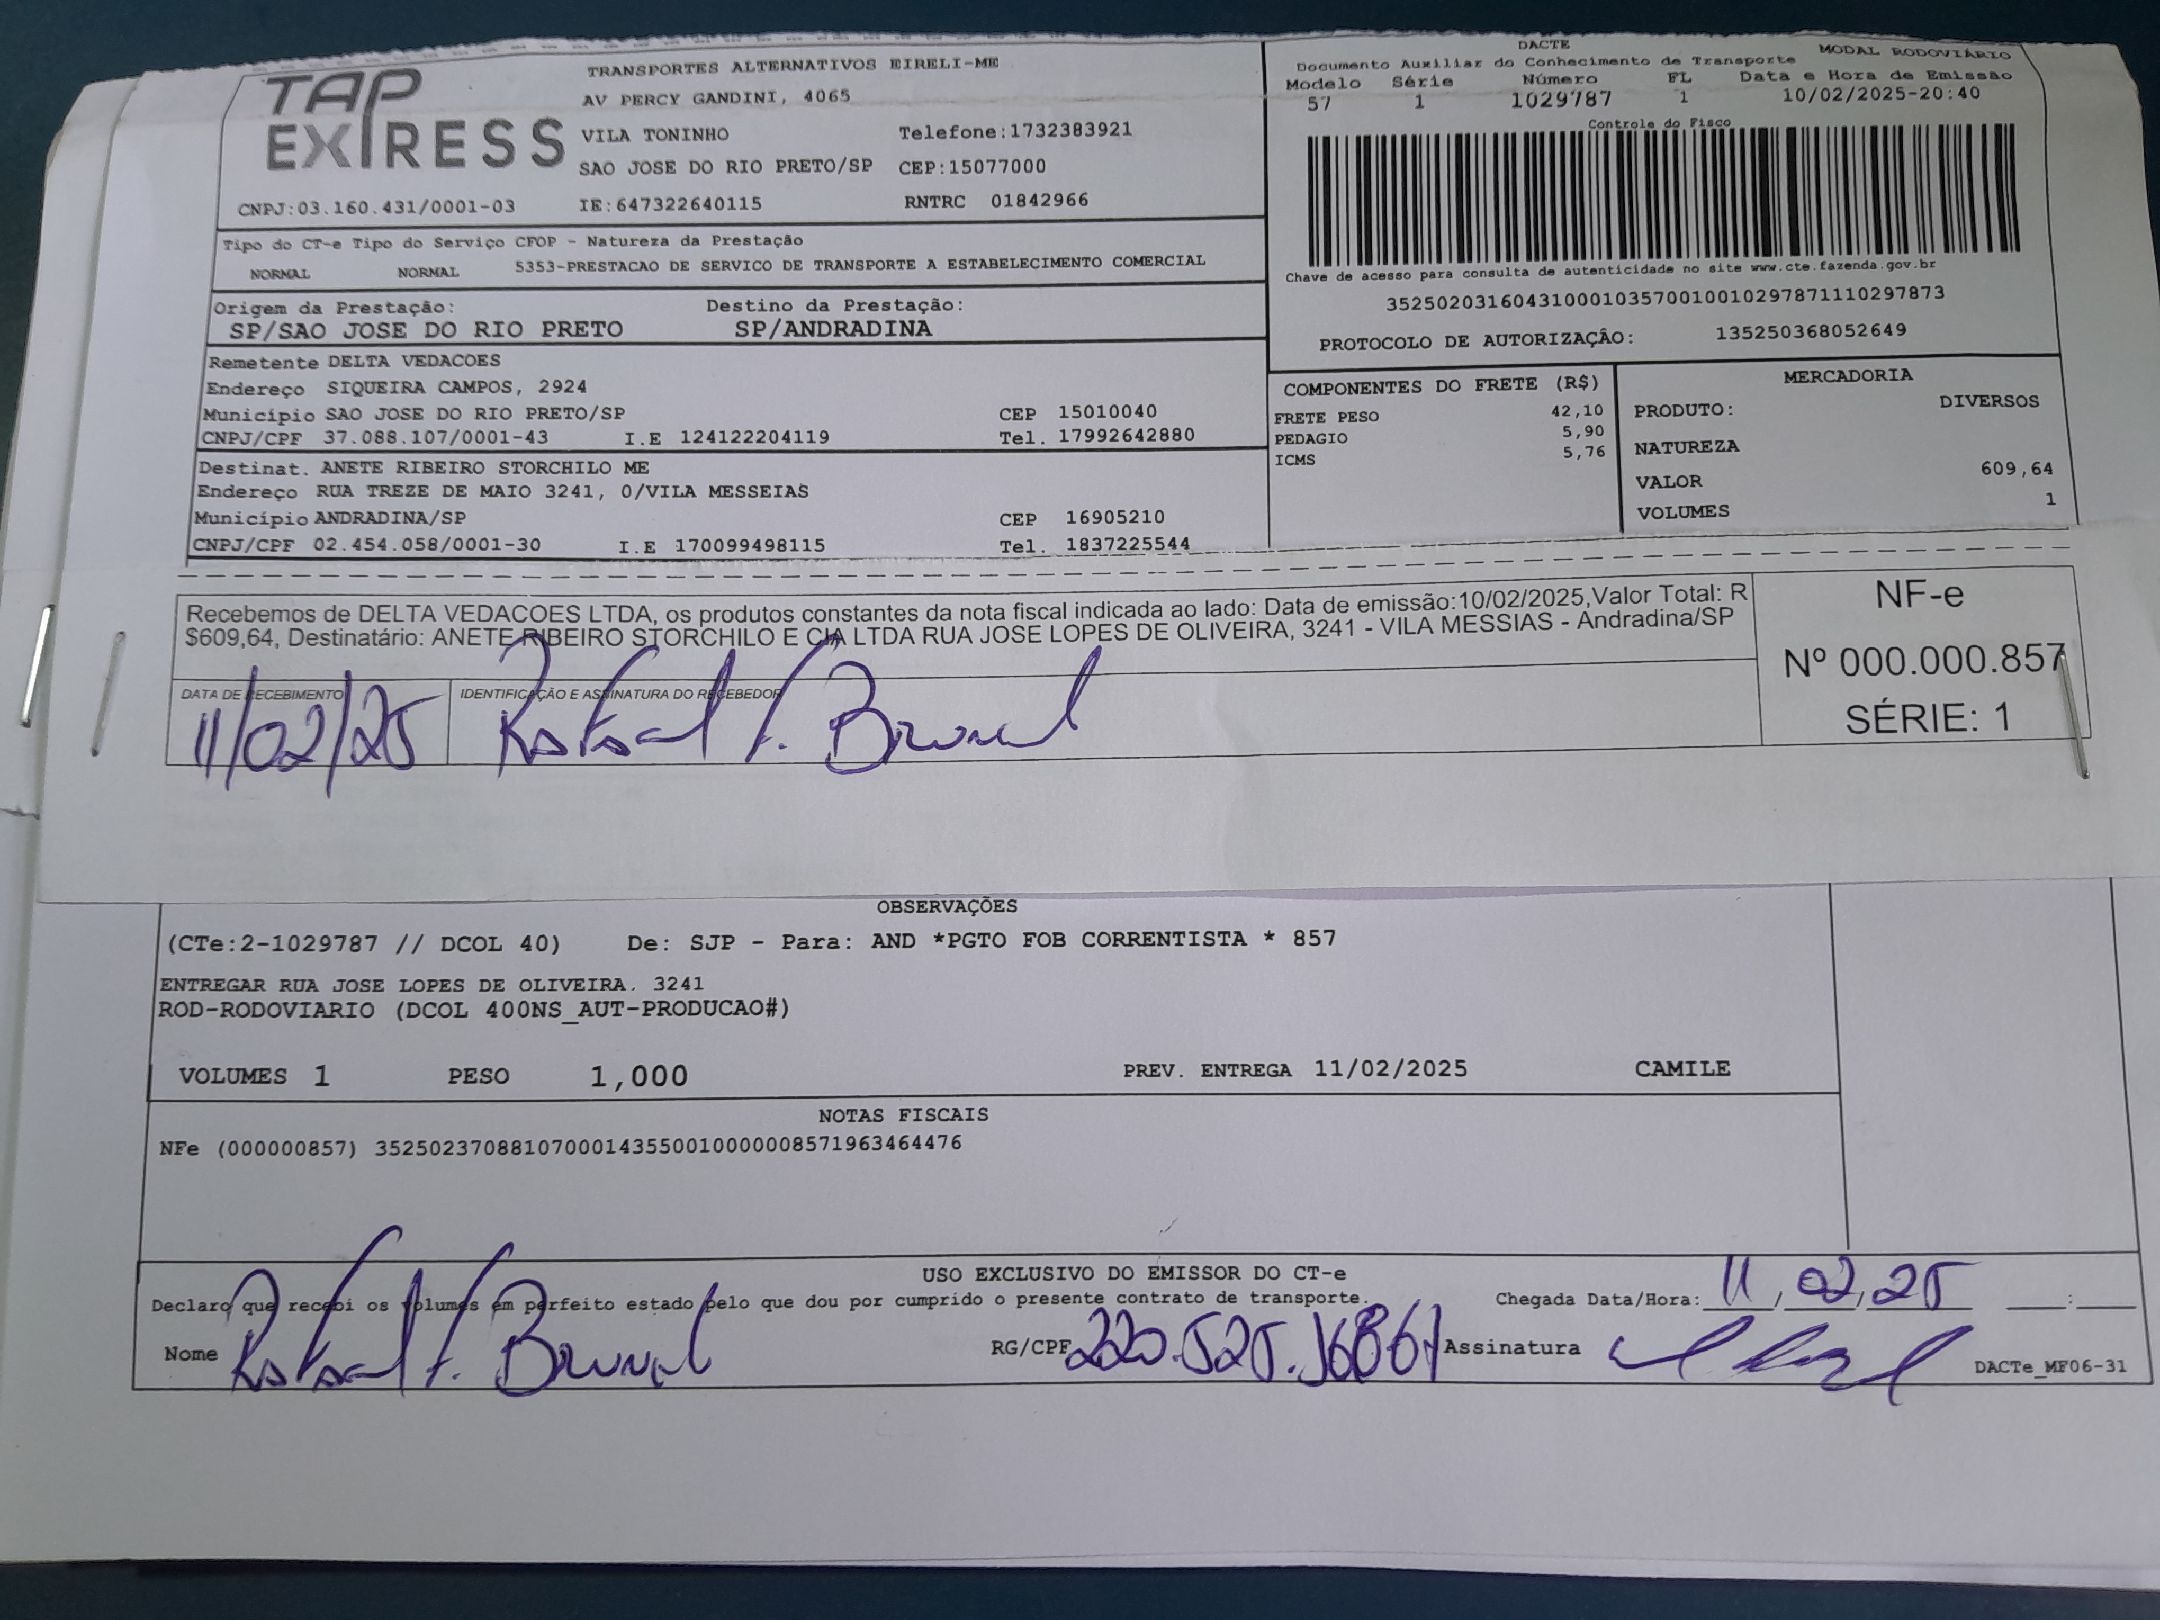 TAP EXPRESS
TRANSPORTES ALTERNATIVOS EIRELI-ME
AV PERCY GANDINI, 4065
VILA TONINHO Telefone:1732383921
SAO JOSE DO RIO PRETO/SP CEP:15077000
CNPJ:03.160.431/0001-03 IE:647322640115 RNTRC 01842966
DACTE MODAL RODOVIÁRIO
Documento Auxiliar do Conhecimento de Transporte
Modelo Série Número FL Data e Hora de Emissão
57 1 1029787 1 10/02/2025-20:40
Controle do Fisco
Chave de acesso para consulta de autenticidade no site www.cte.fazenda.gov.br
35250203160431000103570010010297871110297873
PROTOCOLO DE AUTORIZAÇÃO: 135250368052649
Tipo do CT-e Tipo do Serviço CFOP - Natureza da Prestação
NORMAL NORMAL 5353-PRESTACAO DE SERVICO DE TRANSPORTE A ESTABELECIMENTO COMERCIAL
Origem da Prestação: Destino da Prestação:
SP/SAO JOSE DO RIO PRETO SP/ANDRADINA
Remetente DELTA VEDACOES
Endereço SIQUEIRA CAMPOS, 2924
Município SAO JOSE DO RIO PRETO/SP CEP 15010040
CNPJ/CPF 37.088.107/0001-43 I.E 124122204119 Tel. 17992642880
Destinat. ANETE RIBEIRO STORCHILO ME
Endereço RUA TREZE DE MAIO 3241, 0/VILA MESSEIAS
Município ANDRADINA/SP CEP 16905210
CNPJ/CPF 02.454.058/0001-30 I.E 170099498115 Tel. 1837225544
COMPONENTES DO FRETE (R$)
FRETE PESO 42,10
PEDAGIO 5,90
ICMS 5,76
MERCADORIA
PRODUTO: DIVERSOS
NATUREZA
VALOR 609,64
VOLUMES 1
Recebemos de DELTA VEDACOES LTDA, os produtos constantes da nota fiscal indicada ao lado: Data de emissão:10/02/2025,Valor Total: R
$609,64, Destinatário: ANETE RIBEIRO STORCHILO E CIA LTDA RUA JOSE LOPES DE OLIVEIRA, 3241 - VILA MESSIAS - Andradina/SP
DATA DE RECEBIMENTO IDENTIFICAÇÃO E ASSINATURA DO RECEBEDOR
11/02/25 Rafael
NF-e
Nº 000.000.857
SÉRIE: 1
OBSERVAÇÕES
(CTe:2-1029787 // DCOL 40) De: SJP - Para: AND *PGTO FOB CORRENTISTA * 857
ENTREGAR RUA JOSE LOPES DE OLIVEIRA. 3241
ROD-RODOVIARIO (DCOL 400NS_AUT-PRODUCAO#)
VOLUMES 1 PESO 1,000 PREV. ENTREGA 11/02/2025 CAMILE
NOTAS FISCAIS
NFe (000000857) 35250237088107000143550010000008571963464476
USO EXCLUSIVO DO EMISSOR DO CT-e
Declaro que recebi os volumes em perfeito estado pelo que dou por cumprido o presente contrato de transporte. Chegada Data/Hora: 11/02/25 :
Nome Rafael RG/CPF Assinatura
DACTe_MF06-31